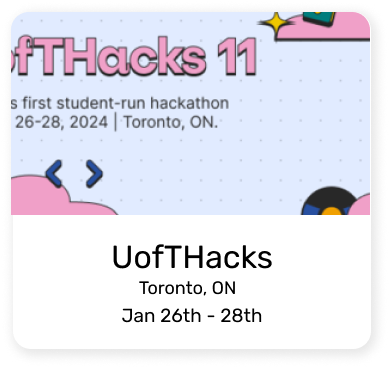 ofTHacks 11
s first student-run hackathon
26-28, 2024 | Toronto, ON.
UofTHacks
Toronto, ON
Jan 26th - 28th